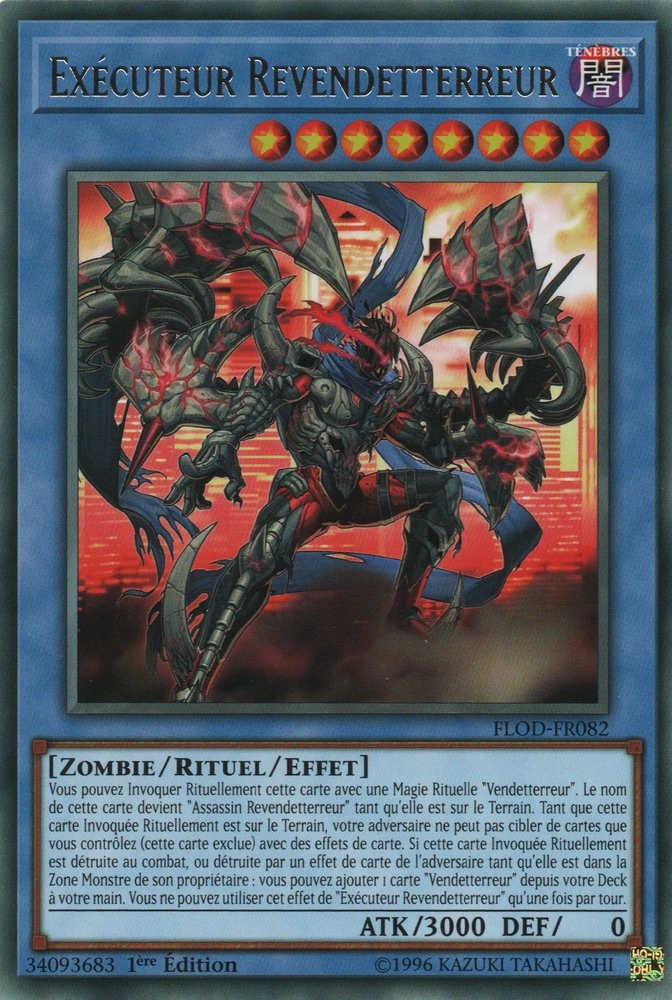 EXÉCUTEUR REVENDETTERREUR
TÉNÈBRES
闇
FLOD-FR082
[ZOMBIE/RITUEL/EFFET]
Vous pouvez Invoquer Rituellement cette carte avec une Magie Rituelle "Vendetterreur". Le nom
de cette carte devient "Assassin Revendetterreur" tant qu'elle est sur le Terrain. Tant que cette
carte Invoquée Rituellement est sur le Terrain, votre adversaire ne peut pas cibler de cartes que
vous contrôlez (cette carte exclue) avec des effets de carte. Si cette carte Invoquée Rituellement
est détruite au combat, ou détruite par un effet de carte de l'adversaire tant qu'elle est dans la
Zone Monstre de son propriétaire : vous pouvez ajouter 1 carte "Vendetterreur" depuis votre Deck
à votre main. Vous ne pouvez utiliser cet effet de "Exécuteur Revendetterreur" qu'une fois par tour.
ATK/3000 DEF/ 0
34093683 1ère Édition ©1996 KAZUKI TAKAHASHI